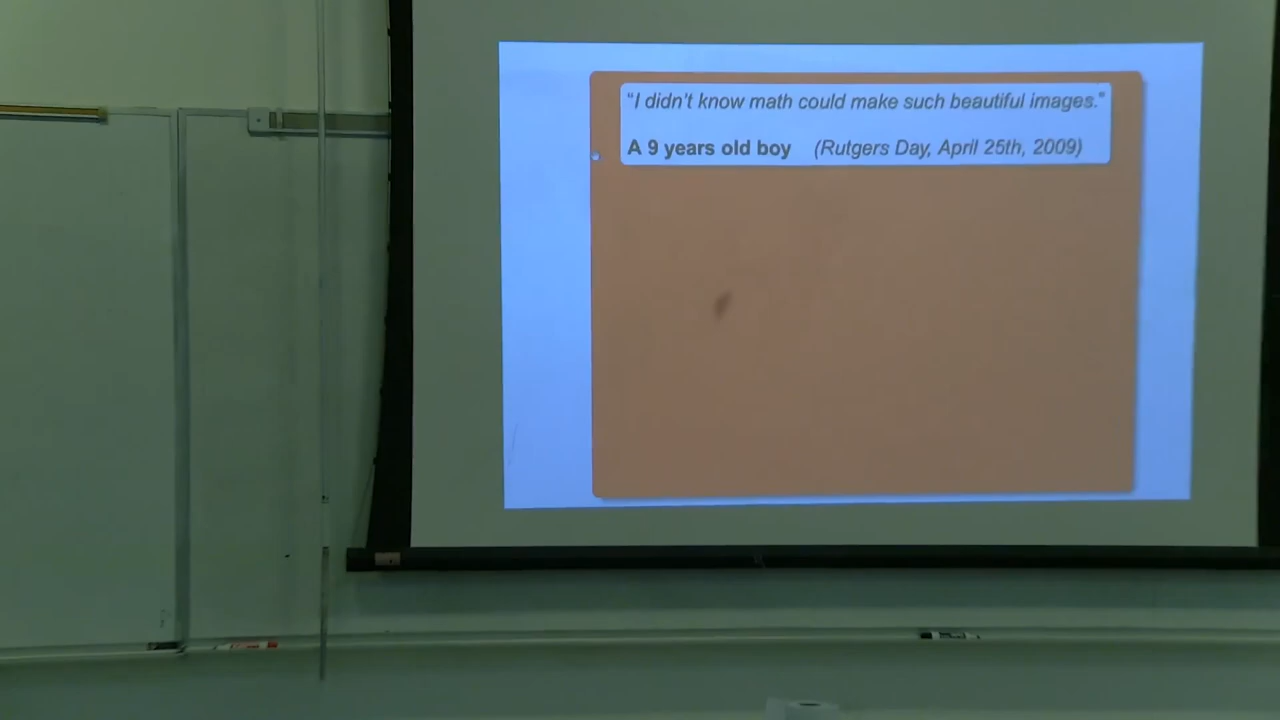 "I didn't know math could make such beautiful images."
A 9 years old boy (Rutgers Day, April 25th, 2009)